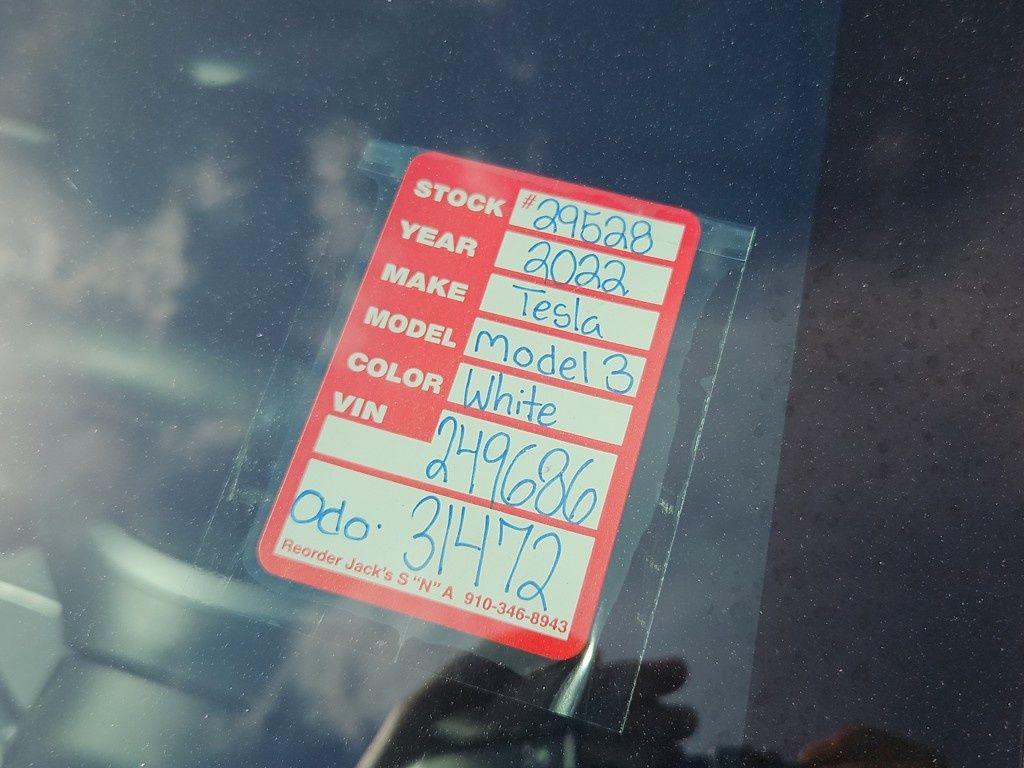 STOCK #29528
YEAR 2022
MAKE Tesla
MODEL Model 3
COLOR White
VIN 249686
Odo. 31472
Reorder Jack's S "N" A 910-346-8943